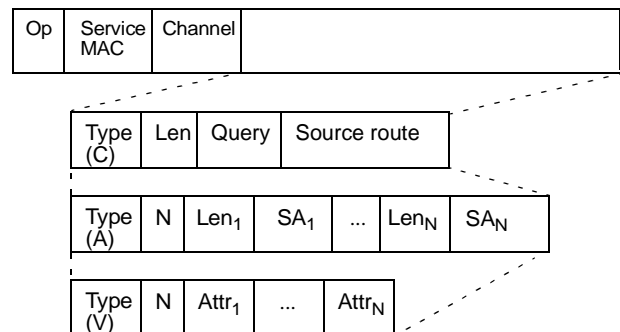 Op Service MAC Channel
Type (C) Len Query Source route
Type (A) N Len1 SA1 ... LenN SAN
Type (V) N Attr1 ... AttrN